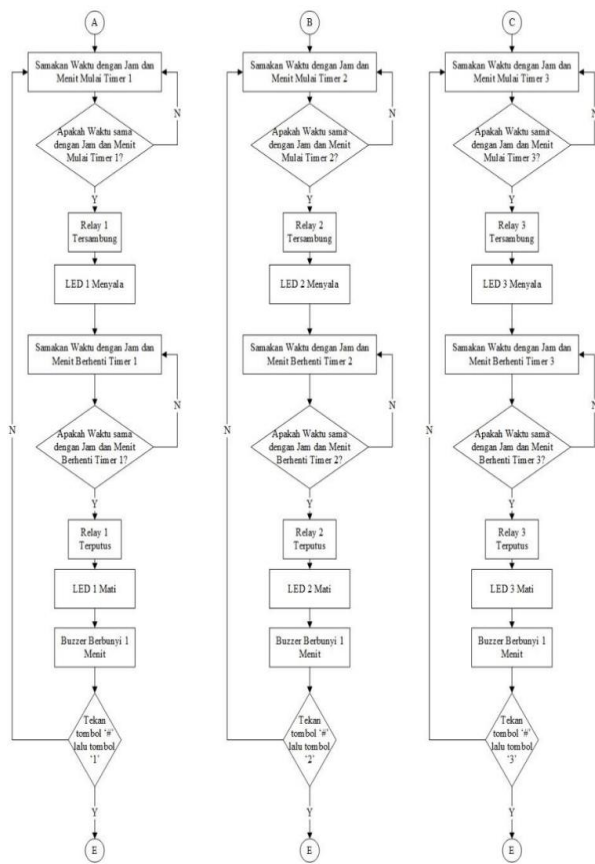 A
Samakan Waktu dengan Jam dan
Menit Mulai Timer 1
N
Apakah Waktu sama
dengan Jam dan Menit
Mulai Timer 1?
Y
Relay 1
Tersambung
LED 1 Menyala
Samakan Waktu dengan Jam dan
Menit Berhenti Timer 1
N
N
Apakah Waktu sama
dengan Jam dan Menit
Berhenti Timer 1?
Y
Relay 1
Terputus
LED 1 Mati
Buzzer Berbunyi 1
Menit
Tekan
tombol '#'
lalu tombol
'1'
Y
E
B
Samakan Waktu dengan Jam dan
Menit Mulai Timer 2
N
Apakah Waktu sama
dengan Jam dan Menit
Mulai Timer 2?
Y
Relay 2
Tersambung
LED 2 Menyala
Samakan Waktu dengan Jam dan
Menit Berhenti Timer 2
N
N
Apakah Waktu sama
dengan Jam dan Menit
Berhenti Timer 2?
Y
Relay 2
Terputus
LED 2 Mati
Buzzer Berbunyi 1
Menit
Tekan
tombol '#'
lalu tombol
'2'
Y
E
C
Samakan Waktu dengan Jam dan
Menit Mulai Timer 3
N
Apakah Waktu sama
dengan Jam dan Menit
Mulai Timer 3?
Y
Relay 3
Tersambung
LED 3 Menyala
Samakan Waktu dengan Jam dan
Menit Berhenti Timer 3
N
N
Apakah Waktu sama
dengan Jam dan Menit
Berhenti Timer 3?
Y
Relay 3
Terputus
LED 3 Mati
Buzzer Berbunyi 1
Menit
Tekan
tombol '#'
lalu tombol
'3'
Y
E